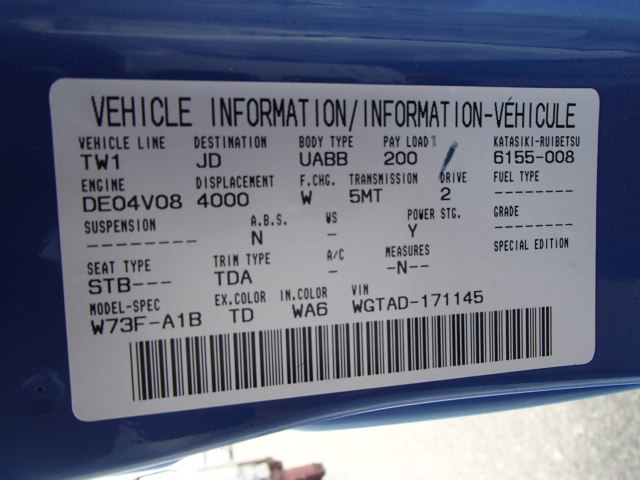 VEHICLE INFORMATION/INFORMATION-VÉHICULE
VEHICLE LINE DESTINATION BODY TYPE PAY LOAD KATASIKI-RUIBETSU
TW1 JD UABB 200 6155-008
ENGINE DISPLACEMENT F.CHG. TRANSMISSION DRIVE FUEL TYPE
DE04V08 4000 W 5MT 2 --------
SUSPENSION A.B.S. WS POWER STG. GRADE
-------- N - Y --------
SEAT TYPE TRIM TYPE A/C MEASURES SPECIAL EDITION
STB--- TDA - -N--
MODEL-SPEC EX.COLOR IN.COLOR VIN
W73F-A1B TD WA6 WGTAD-171145